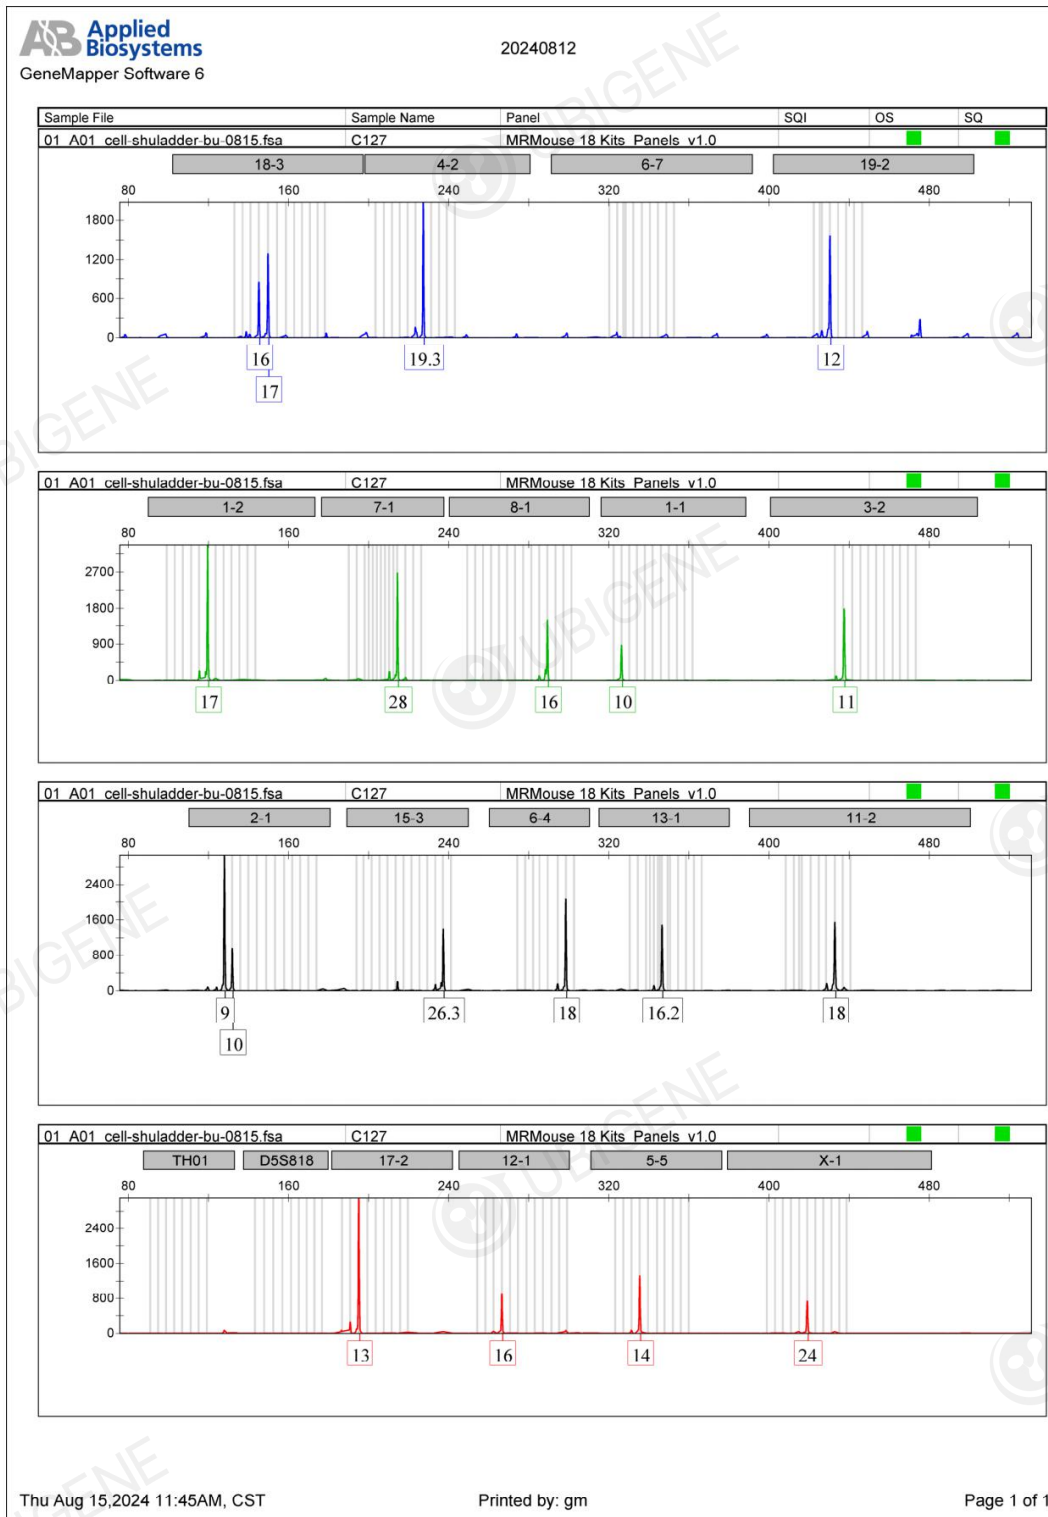 AB Applied
Biosystems
GeneMapper Software 6
20240812
Sample File Sample Name Panel SQI OS SQ
01_A01_cell-shuladder-bu-0815.fsa C127 MRMouse 18 Kits_Panels_v1.0
18-3 4-2 6-7 19-2
80 160 240 320 400 480
1800
1200
600
0
16 19.3 12
17
01_A01_cell-shuladder-bu-0815.fsa C127 MRMouse 18 Kits_Panels_v1.0
1-2 7-1 8-1 1-1 3-2
80 160 240 320 400 480
2700
1800
900
0
17 28 16 10 11
01_A01_cell-shuladder-bu-0815.fsa C127 MRMouse 18 Kits_Panels_v1.0
2-1 15-3 6-4 13-1 11-2
80 160 240 320 400 480
2400
1600
800
0
9 26.3 18 16.2 18
10
01_A01_cell-shuladder-bu-0815.fsa C127 MRMouse 18 Kits_Panels_v1.0
TH01 D5S818 17-2 12-1 5-5 X-1
80 160 240 320 400 480
2400
1600
800
0
13 16 14 24
Thu Aug 15,2024 11:45AM, CST Printed by: gm Page 1 of 1
UBIGENE
UBIGENE
UBIGENE
UBIGENE
UBIGENE